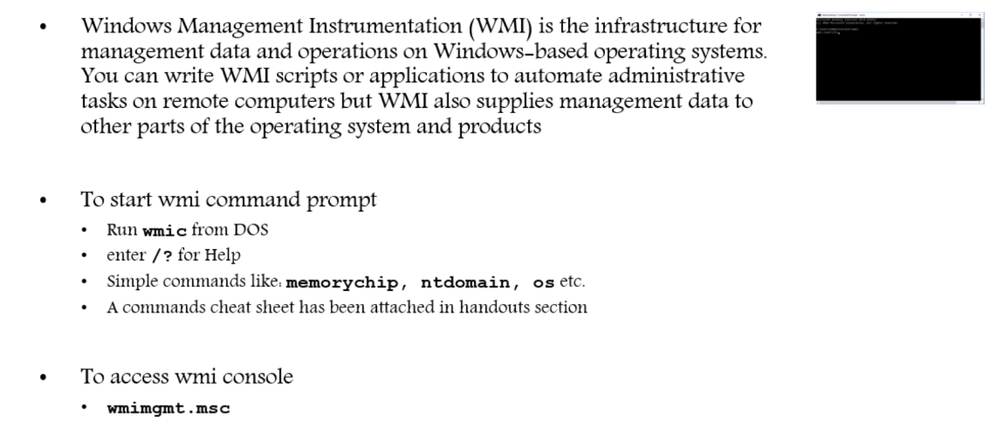 • Windows Management Instrumentation (WMI) is the infrastructure for
management data and operations on Windows-based operating systems.
You can write WMI scripts or applications to automate administrative
tasks on remote computers but WMI also supplies management data to
other parts of the operating system and products
• To start wmi command prompt
• Run wmic from DOS
• enter /? for Help
• Simple commands like: memorychip, ntdomain, os etc.
• A commands cheat sheet has been attached in handouts section
• To access wmi console
• wmimgmt.msc